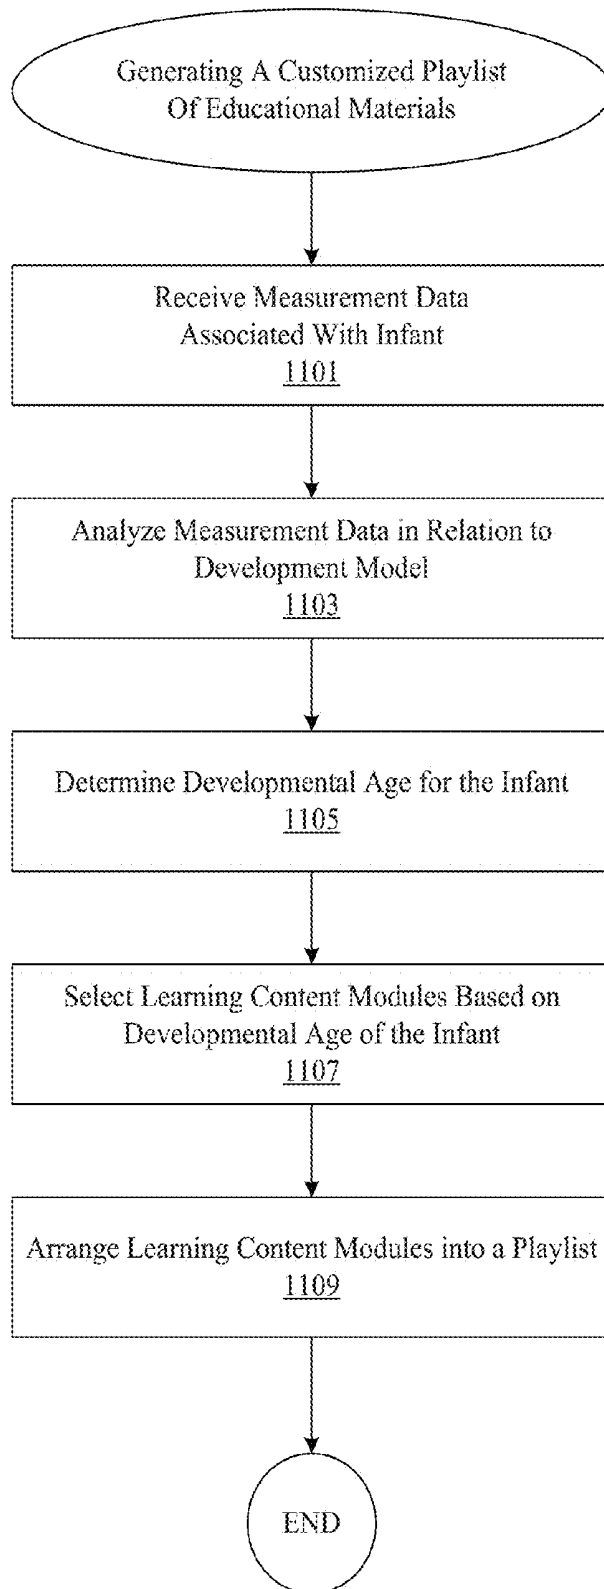 Generating A Customized Playlist
Of Educational Materials
Receive Measurement Data
Associated With Infant
1101
Analyze Measurement Data in Relation to
Development Model
1103
Determine Developmental Age for the Infant
1105
Select Learning Content Modules Based on
Developmental Age of the Infant
1107
Arrange Learning Content Modules into a Playlist
1109
END